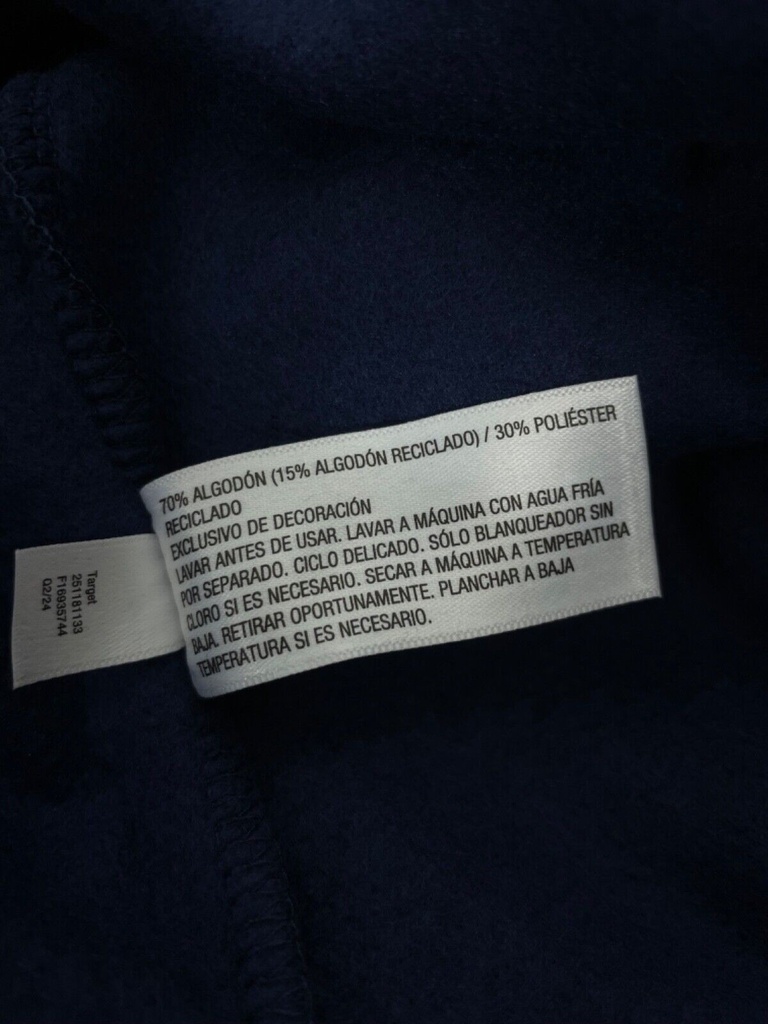 70% ALGODÓN (15% ALGODÓN RECICLADO) / 30% POLIÉSTER
RECICLADO
EXCLUSIVO DE DECORACIÓN
LAVAR ANTES DE USAR. LAVAR A MÁQUINA CON AGUA FRÍA
POR SEPARADO. CICLO DELICADO. SÓLO BLANQUEADOR SIN
CLORO SI ES NECESARIO. SECAR A MÁQUINA A TEMPERATURA
BAJA. RETIRAR OPORTUNAMENTE. PLANCHAR A BAJA
TEMPERATURA SI ES NECESARIO.
Target
251181133
F16935744
Q2/24